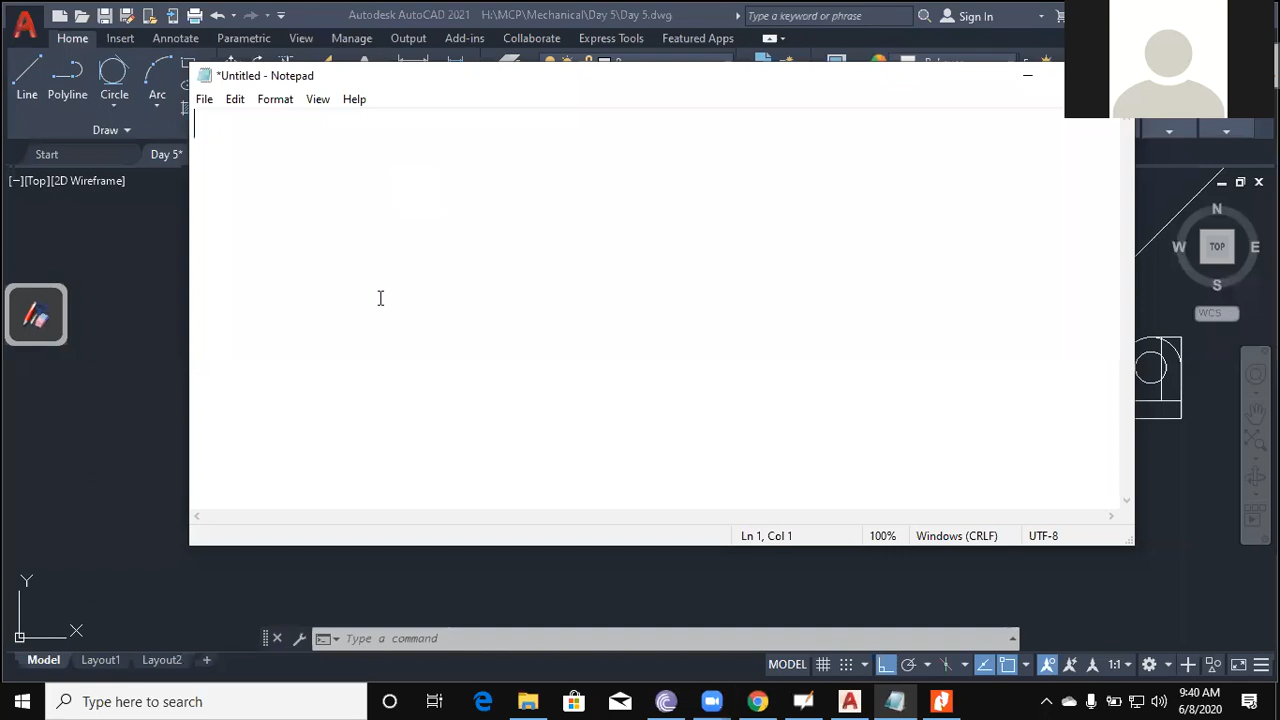 Autodesk AutoCAD 2021 H:\MCP\Mechanical\Day 5\Day 5.dwg Type a keyword or phrase Sign In
Home Insert Annotate Parametric View Manage Output Add-ins Collaborate Express Tools Featured Apps
*Untitled - Notepad
File Edit Format View Help
Line Polyline Circle Arc
Draw
Start Day 5*
[−][Top][2D Wireframe]
N
W TOP E
S
WCS
Ln 1, Col 1 100% Windows (CRLF) UTF-8
Y
X
Type a command
Model Layout1 Layout2 + MODEL 1:1
Type here to search
9:40 AM
6/8/2020